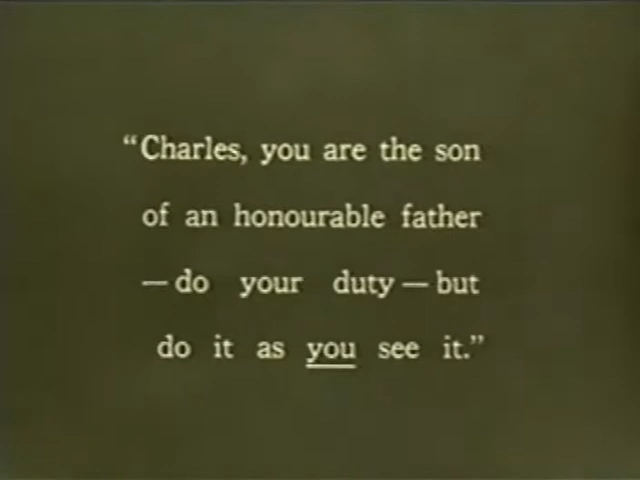 “Charles, you are the son
of an honourable father
— do your duty — but
do it as you see it.”